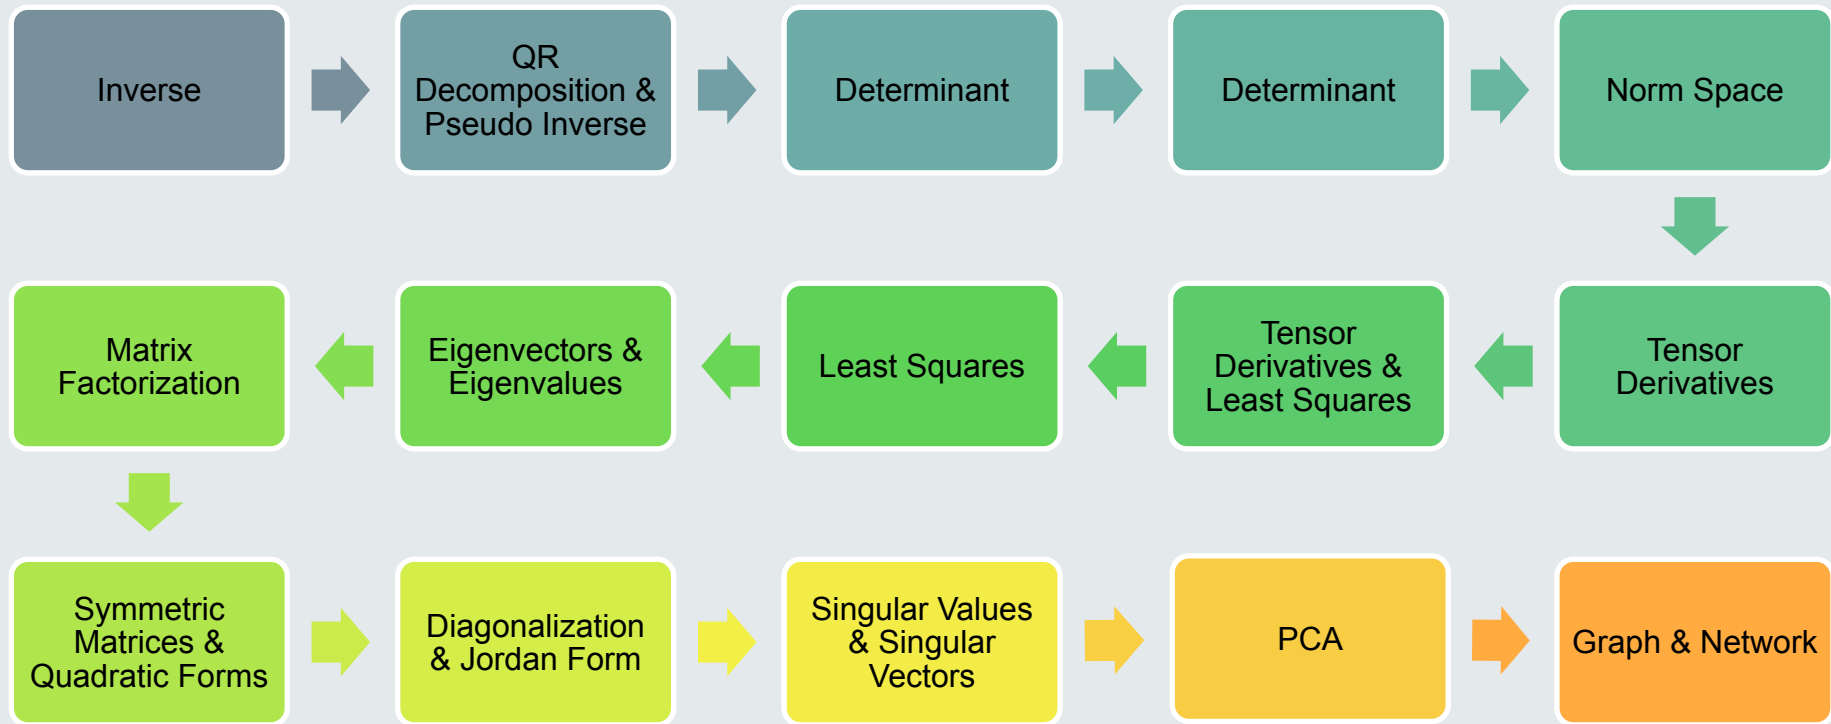 Inverse
QR
Decomposition &
Pseudo Inverse
Determinant
Determinant
Norm Space
Tensor
Derivatives
Tensor
Derivatives &
Least Squares
Least Squares
Eigenvectors &
Eigenvalues
Matrix
Factorization
Symmetric
Matrices &
Quadratic Forms
Diagonalization
& Jordan Form
Singular Values
& Singular
Vectors
PCA
Graph & Network